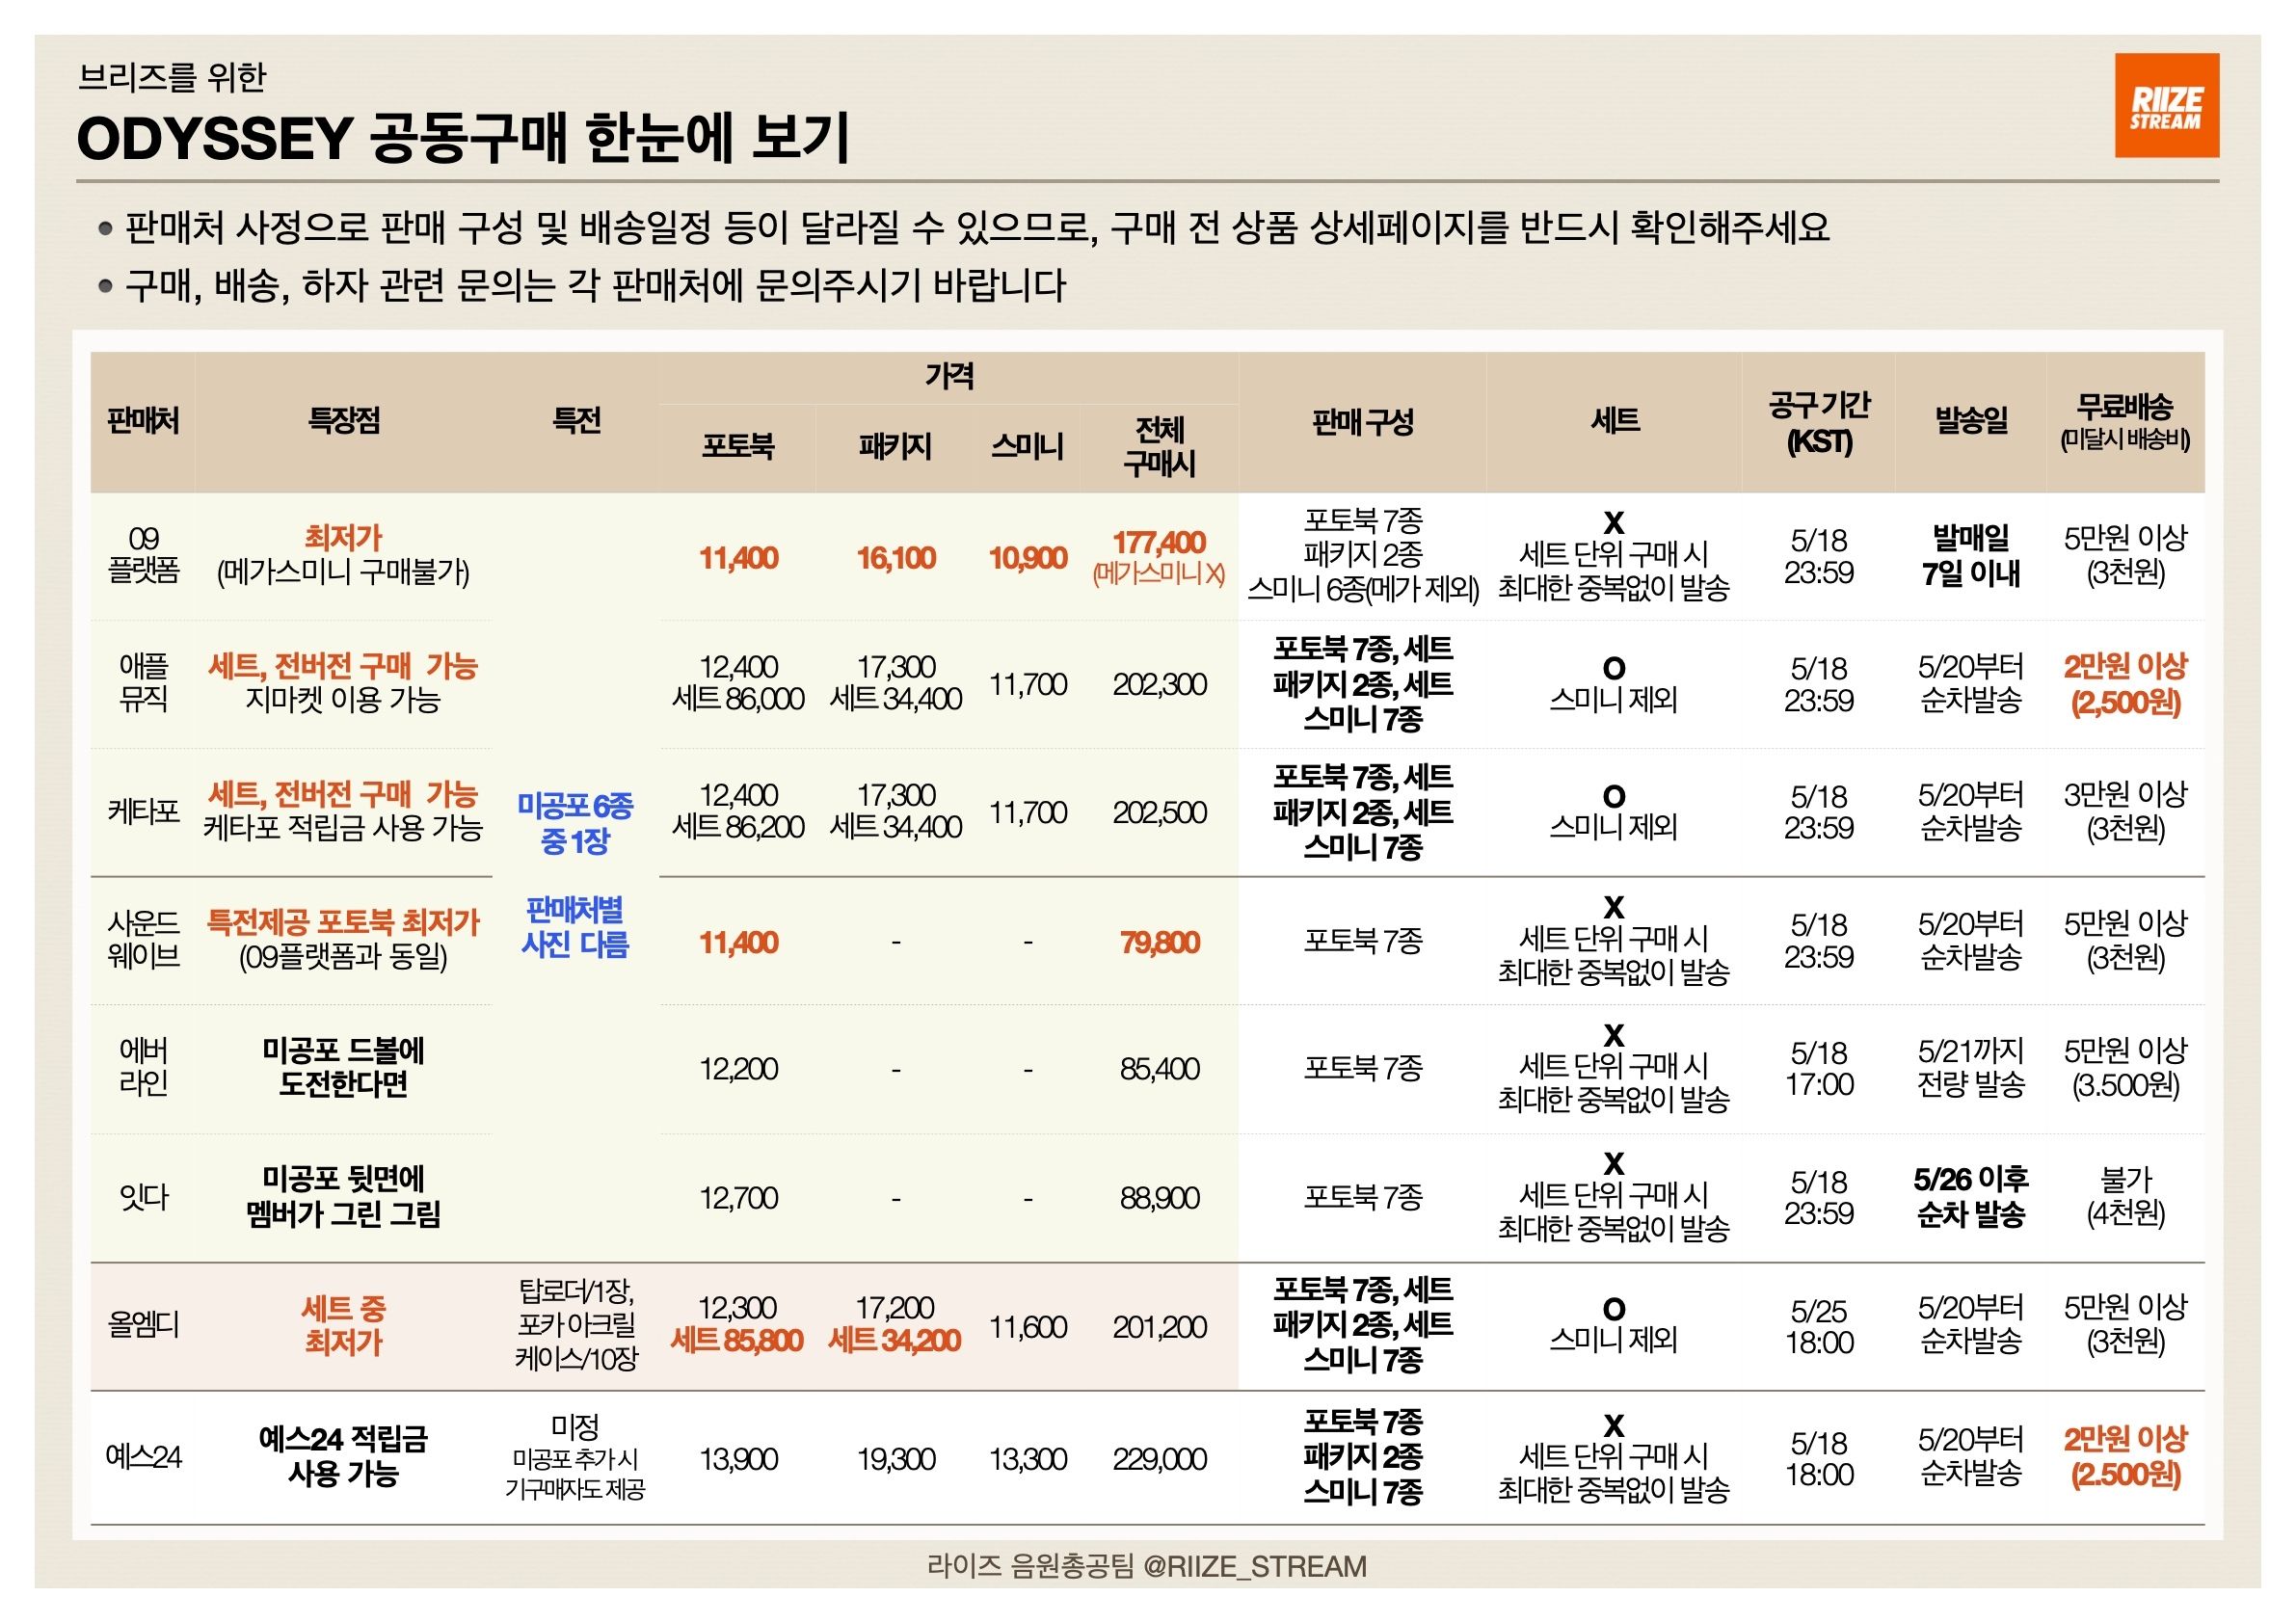 브리즈를 위한
ODYSSEY 공동구매 한눈에 보기
RIIZE
STREAM
• 판매처 사정으로 판매 구성 및 배송일정 등이 달라질 수 있으므로, 구매 전 상품 상세페이지를 반드시 확인해주세요
• 구매, 배송, 하자 관련 문의는 각 판매처에 문의주시기 바랍니다
판매처
특장점
특전
가격
포토북
패키지
스미니
전체
구매시
판매 구성
세트
공구 기간
(KST)
발송일
무료배송
(미달시 배송비)
09
플랫폼
최저가
(메가스미니 구매불가)
11,400
16,100
10,900
177,400
(메가스미니 X)
포토북 7종
패키지 2종
스미니 6종(메가 제외)
X
세트 단위 구매 시
최대한 중복없이 발송
5/18
23:59
발매일
7일 이내
5만원 이상
(3천원)
애플
뮤직
세트, 전버전 구매 가능
지마켓 이용 가능
12,400
세트 86,000
17,300
세트 34,400
11,700
202,300
포토북 7종, 세트
패키지 2종, 세트
스미니 7종
O
스미니 제외
5/18
23:59
5/20부터
순차발송
2만원 이상
(2,500원)
케타포
세트, 전버전 구매 가능
케타포 적립금 사용 가능
미공포 6종
중 1장
판매처별
사진 다름
12,400
세트 86,200
17,300
세트 34,400
11,700
202,500
포토북 7종, 세트
패키지 2종, 세트
스미니 7종
O
스미니 제외
5/18
23:59
5/20부터
순차발송
3만원 이상
(3천원)
사운드
웨이브
특전제공 포토북 최저가
(09플랫폼과 동일)
11,400
-
-
79,800
포토북 7종
X
세트 단위 구매 시
최대한 중복없이 발송
5/18
23:59
5/20부터
순차발송
5만원 이상
(3천원)
에버
라인
미공포 드볼에
도전한다면
12,200
-
-
85,400
포토북 7종
X
세트 단위 구매 시
최대한 중복없이 발송
5/18
17:00
5/21까지
전량 발송
5만원 이상
(3.500원)
잇다
미공포 뒷면에
멤버가 그린 그림
12,700
-
-
88,900
포토북 7종
X
세트 단위 구매 시
최대한 중복없이 발송
5/18
23:59
5/26 이후
순차 발송
불가
(4천원)
올엠디
세트 중
최저가
탑로더/1장,
포카 아크릴
케이스/10장
12,300
세트 85,800
17,200
세트 34,200
11,600
201,200
포토북 7종, 세트
패키지 2종, 세트
스미니 7종
O
스미니 제외
5/25
18:00
5/20부터
순차발송
5만원 이상
(3천원)
예스24
예스24 적립금
사용 가능
미정
미공포 추가 시
기구매자도 제공
13,900
19,300
13,300
229,000
포토북 7종
패키지 2종
스미니 7종
X
세트 단위 구매 시
최대한 중복없이 발송
5/18
18:00
5/20부터
순차발송
2만원 이상
(2.500원)
라이즈 음원총공팀 @RIIZE_STREAM